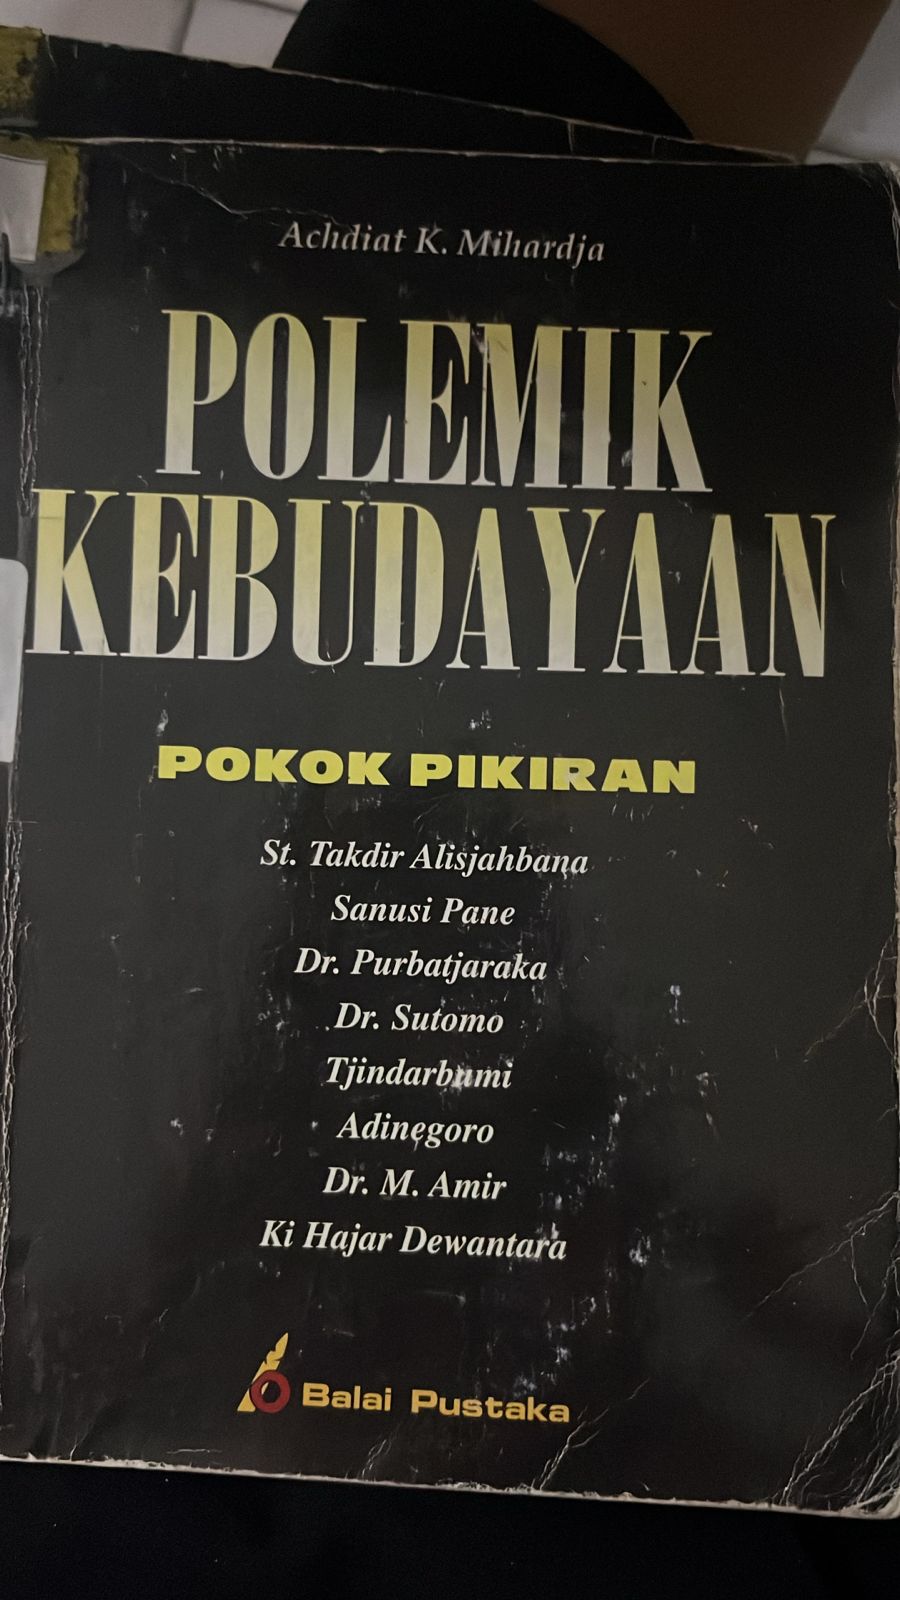 Achdiat K. Mihardja
POLEMIK
KEBUDAYAAN
POKOK PIKIRAN
St. Takdir Alisjahbana
Sanusi Pane
Dr. Purbatjaraka
Dr. Sutomo
Tjindarbumi
Adinegoro
Dr. M. Amir
Ki Hajar Dewantara
Balai Pustaka